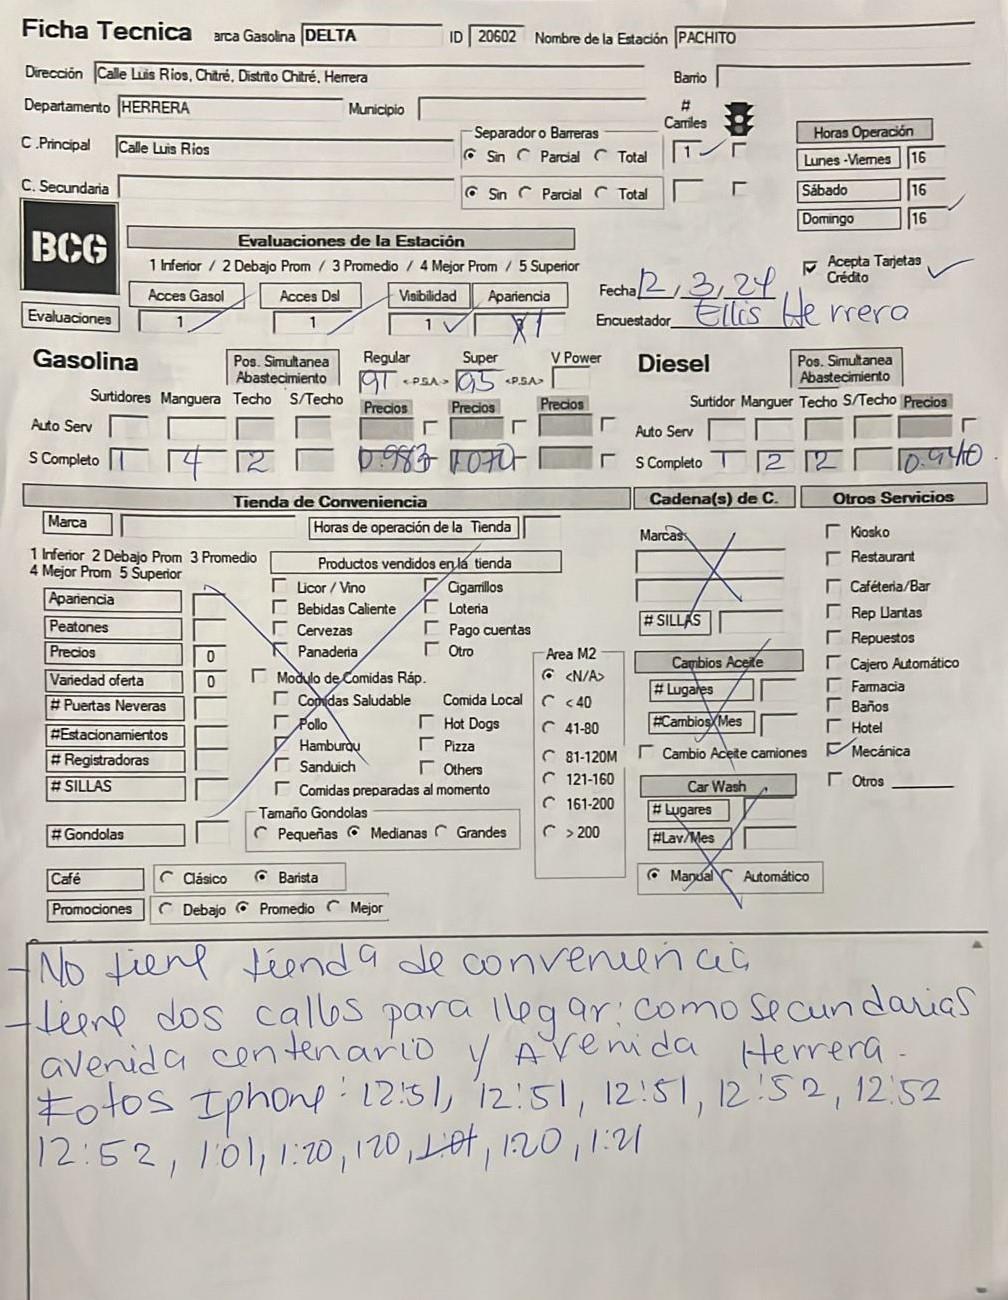 Ficha Tecnica arca Gasolina DELTA ID 20602 Nombre de la Estación PACHITO
Dirección Calle Luis Rios, Chitré, Distrito Chitré, Herrera Barrio
Departamento HERRERA Municipio # Carriles
C .Principal Calle Luis Rios Separador o Barreras Sin Parcial Total 1
Horas Operación
Lunes -Viernes 16
C. Secundaria Sin Parcial Total
Sábado 16
Domingo 16
BCG
Evaluaciones de la Estación
1 Inferior / 2 Debajo Prom / 3 Promedio / 4 Mejor Prom / 5 Superior
Acepta Tarjetas Crédito
Fecha 12, 3, 24
Acces Gasol Acces Dsl Visibilidad Apariencia
Evaluaciones 1 1 1 1
Encuestador Ellis Herrera
Gasolina Pos. Simultanea Abastecimiento Regular Super V Power
91 <-P.S.A.-> 95 <-P.S.A>
Surtidores Manguera Techo S/Techo Precios Precios Precios
Auto Serv
S Completo 1 4 2 0.983 1.070
Diesel Pos. Simultanea Abastecimiento
Surtidor Manguer Techo S/Techo Precios
Auto Serv
S Completo 1 2 2 0.940
Tienda de Conveniencia
Marca Horas de operación de la Tienda
1 Inferior 2 Debajo Prom 3 Promedio
4 Mejor Prom 5 Superior
Apariencia
Peatones
Precios 0
Variedad oferta 0
# Puertas Neveras
#Estacionamientos
# Registradoras
# SILLAS
# Gondolas
Productos vendidos en la tienda
Licor / Vino Cigarrillos
Bebidas Caliente Loteria
Cervezas Pago cuentas
Panaderia Otro
Modulo de Comidas Ráp.
Comidas Saludable Comida Local
Pollo Hot Dogs
Hamburgu Pizza
Sanduich Others
Comidas preparadas al momento
Tamaño Gondolas
Pequeñas Medianas Grandes
Area M2
<N/A>
< 40
41-80
81-120M
121-160
161-200
> 200
Café Clásico Barista
Promociones Debajo Promedio Mejor
Cadena(s) de C.
Marcas:
# SILLAS
Cambios Aceite
# Lugares
#Cambios/Mes
Cambio Aceite camiones
Car Wash
# Lugares
#Lav/Mes
Manual Automático
Otros Servicios
Kiosko
Restaurant
Caféteria/Bar
Rep Llantas
Repuestos
Cajero Automático
Farmacia
Baños
Hotel
Mecánica
Otros
- No tiene tienda de conveniencia
- tiene dos calles para llegar: como secundarias
avenida centenario y Avenida Herrera.
Fotos Iphone: 12:51, 12:51, 12:51, 12:52, 12:52
12:52, 1:01, 1:20, 120, 1:01, 1:20, 1:21